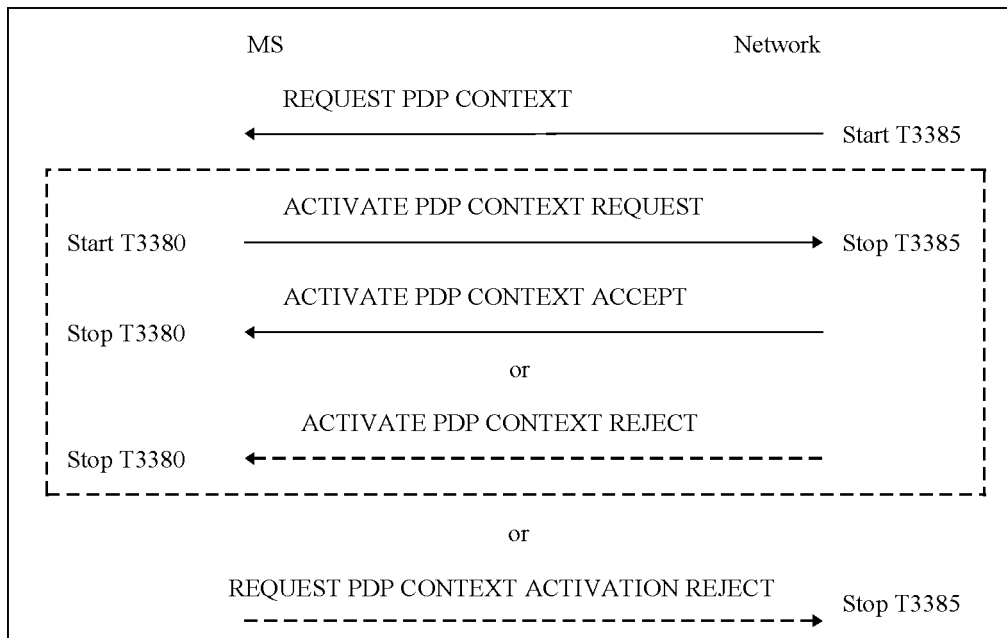 MS Network
REQUEST PDP CONTEXT
Start T3385
ACTIVATE PDP CONTEXT REQUEST
Start T3380 Stop T3385
ACTIVATE PDP CONTEXT ACCEPT
Stop T3380
or
ACTIVATE PDP CONTEXT REJECT
Stop T3380
or
REQUEST PDP CONTEXT ACTIVATION REJECT
Stop T3385